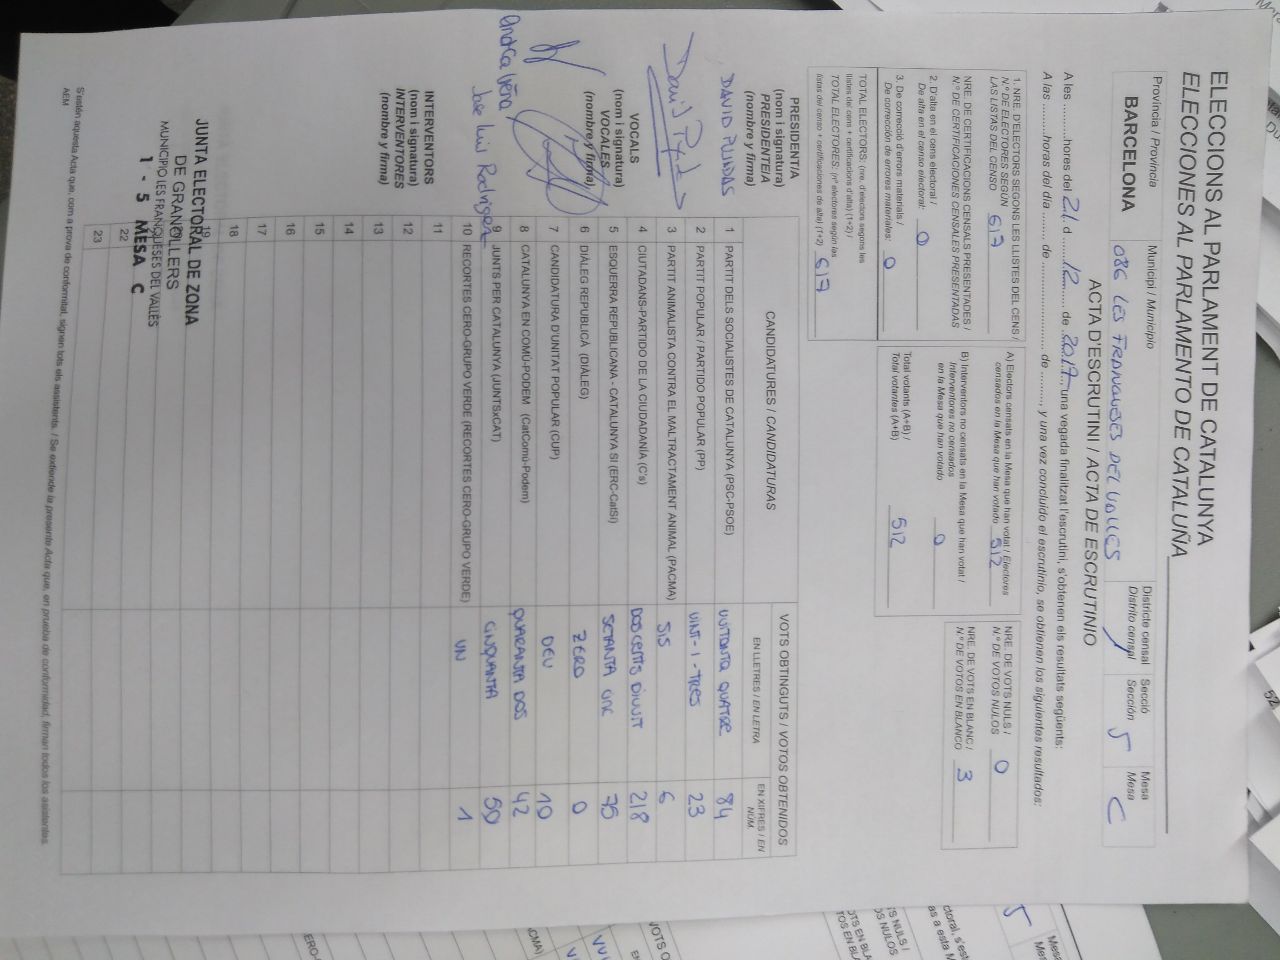 ELECCIONS AL PARLAMENT DE CATALUNYA
ELECCIONES AL PARLAMENTO DE CATALUÑA
Província / Provincia
BARCELONA
Municipi / Municipio
086 LES FRANQUESES DEL VALLES
Districte censal
Distrito censal
1
Secció
Sección
5
Mesa
Mesa
C
ACTA D'ESCRUTINI / ACTA DE ESCRUTINIO
A les ..........hores del 21 d ........12........ de 2017 una vegada finalitzat l'escrutini, s'obtenen els resultats següents:
A las ..........horas del día ......... de ........................ de .........., y una vez concluido el escrutinio, se obtienen los siguientes resultados:
1. NRE. D'ELECTORS SEGONS LES LLISTES DEL CENS /
N.º DE ELECTORES SEGÚN
LAS LISTAS DEL CENSO 617
NRE. DE CERTIFICACIONS CENSALS PRESENTADES /
N.º DE CERTIFICACIONES CENSALES PRESENTADAS
2. D'alta en el cens electoral /
De alta en el censo electoral: 0
3. De correcció d'errors materials /
De corrección de errores materiales: 0
TOTAL ELECTORS: (nre. d'electors segons les
llistes del cens + certificacions d'alta) (1+2) /
TOTAL ELECTORES: (nº electores según las
listas del censo + certificaciones de alta) (1+2) 617
A) Electors censats en la Mesa que han votat / Electores
censados en la Mesa que han votado 512
B) Interventors no censats en la Mesa que han votat /
Interventores no censados
en la Mesa que han votado 0
Total votants (A+B) /
Total votantes (A+B) 512
NRE. DE VOTS NULS /
N.º DE VOTOS NULOS 0
NRE. DE VOTS EN BLANC /
N.º DE VOTOS EN BLANCO 3
PRESIDENT/A
(nom i signatura)
PRESIDENTE/A
(nombre y firma)
VOCALS
(nom i signatura)
VOCALES
(nombre y firma)
Jose Luis Rodriguez
INTERVENTORS
(nom i signatura)
INTERVENTORES
(nombre y firma)
CANDIDATURES / CANDIDATURAS
VOTS OBTINGUTS / VOTOS OBTENIDOS
EN LLETRES / EN LETRA
EN XIFRES / EN NÚM.
1 PARTIT DELS SOCIALISTES DE CATALUNYA (PSC-PSOE) VUITANTA QUATRE 84
2 PARTIT POPULAR / PARTIDO POPULAR (PP) VINT-I-TRES 23
3 PARTIT ANIMALISTA CONTRA EL MALTRACTAMENT ANIMAL (PACMA) SIS 6
4 CIUTADANS-PARTIDO DE LA CIUDADANÍA (C's) DOSCENTS DIVUIT 218
5 ESQUERRA REPUBLICANA - CATALUNYA SÍ (ERC-CatSí) SETANTA CINC 75
6 DIÀLEG REPUBLICÀ (DIÀLEG) ZERO 0
7 CANDIDATURA D'UNITAT POPULAR (CUP) DEU 10
8 CATALUNYA EN COMÚ-PODEM (CatComú-Podem) QUARANTA DOS 42
9 JUNTS PER CATALUNYA (JUNTSxCAT) CINQUANTA 50
10 RECORTES CERO-GRUPO VERDE (RECORTES CERO-GRUPO VERDE) UN 1
11
12
13
14
15
16
17
18
19
22
23
JUNTA ELECTORAL DE ZONA
DE GRANOLLERS
MUNICIPIO LES FRANQUESES DEL VALLÈS
1 - 5 MESA C
S'estén aquesta Acta que, com a prova de conformitat, signen tots els assistents. / Se extiende la presente Acta que, en prueba de conformidad, firman todos los asistentes.
AEM